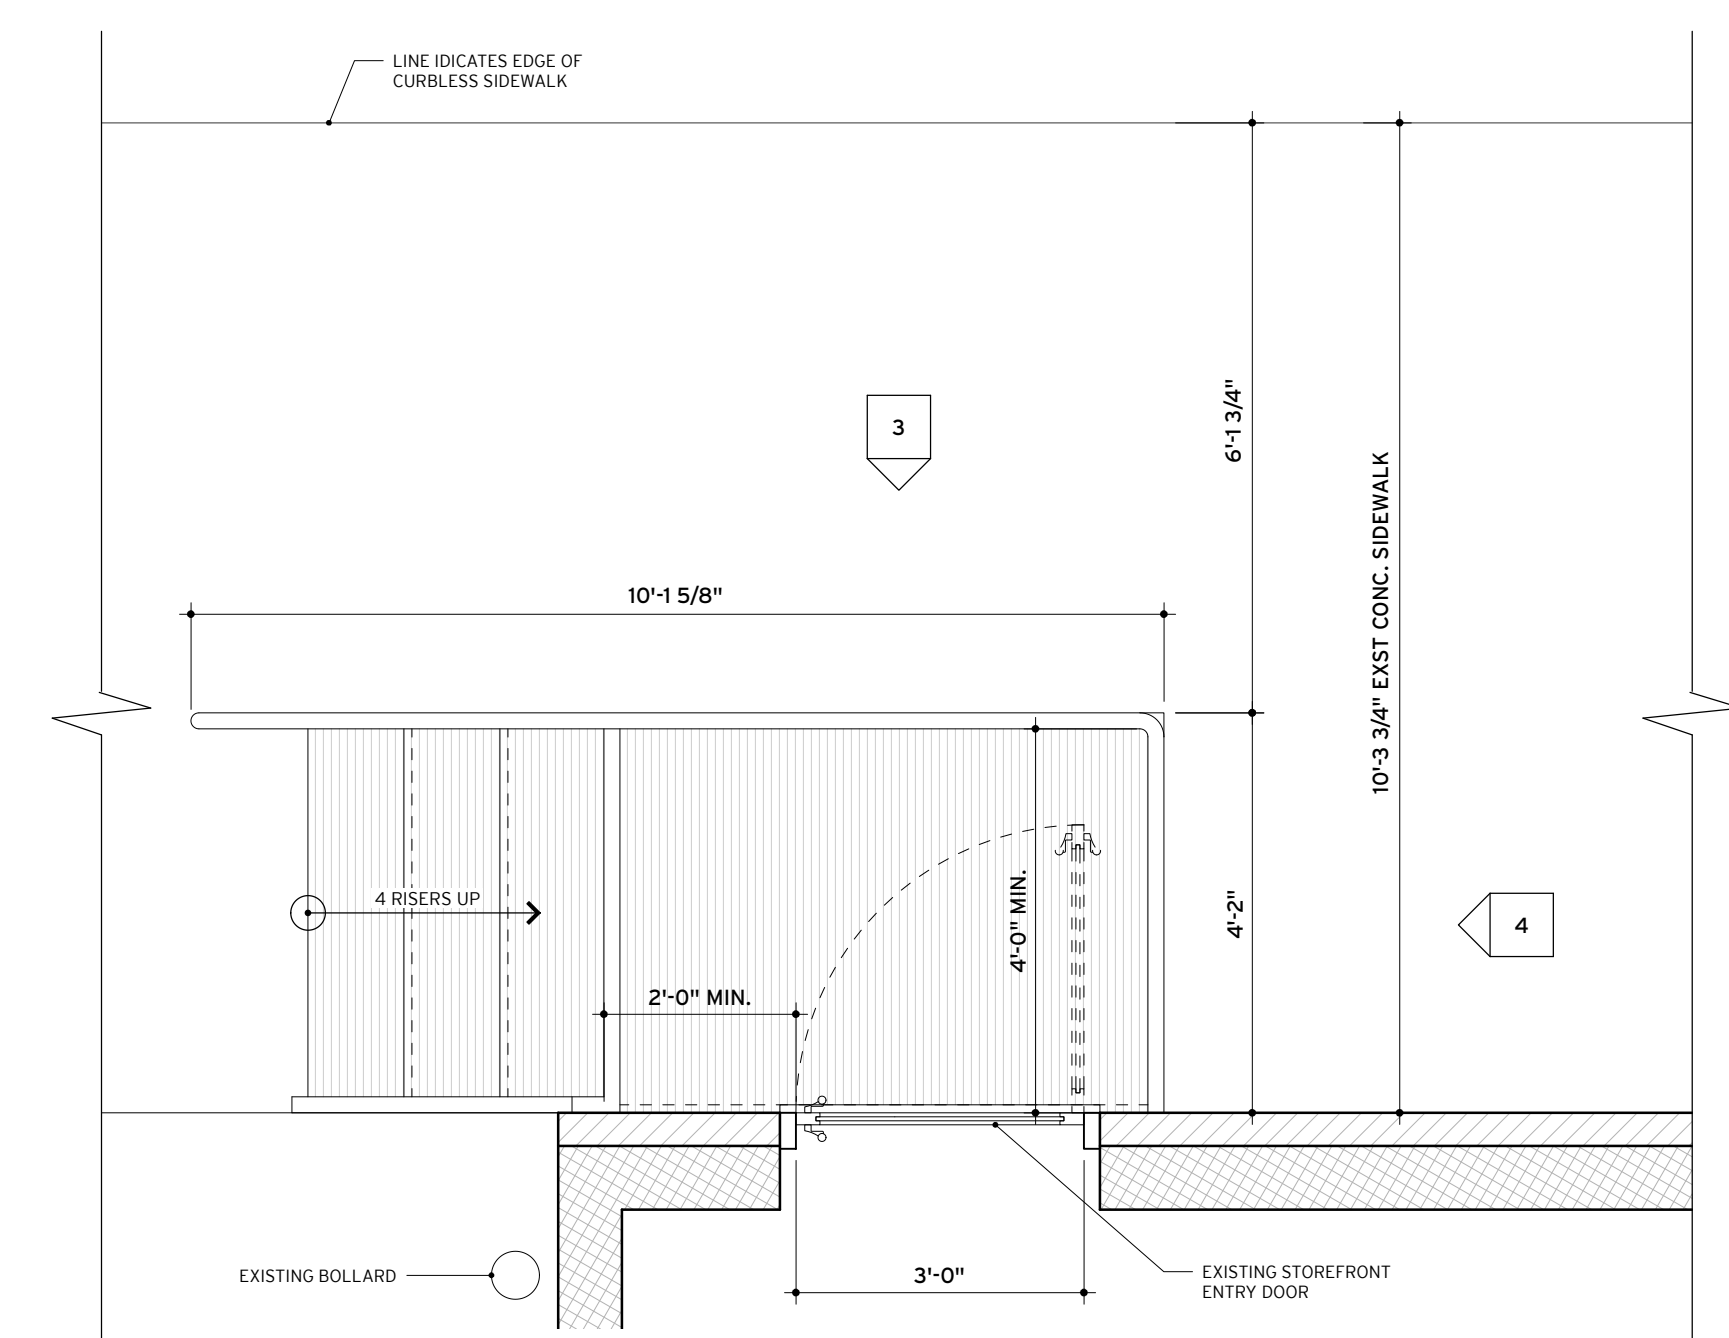 LINE IDICATES EDGE OF
CURBLESS SIDEWALK
3
6'-1 3/4"
10'-3 3/4" EXST CONC. SIDEWALK
10'-1 5/8"
4 RISERS UP
4'-0" MIN.
4'-2"
4
2'-0" MIN.
EXISTING BOLLARD
3'-0"
EXISTING STOREFRONT
ENTRY DOOR